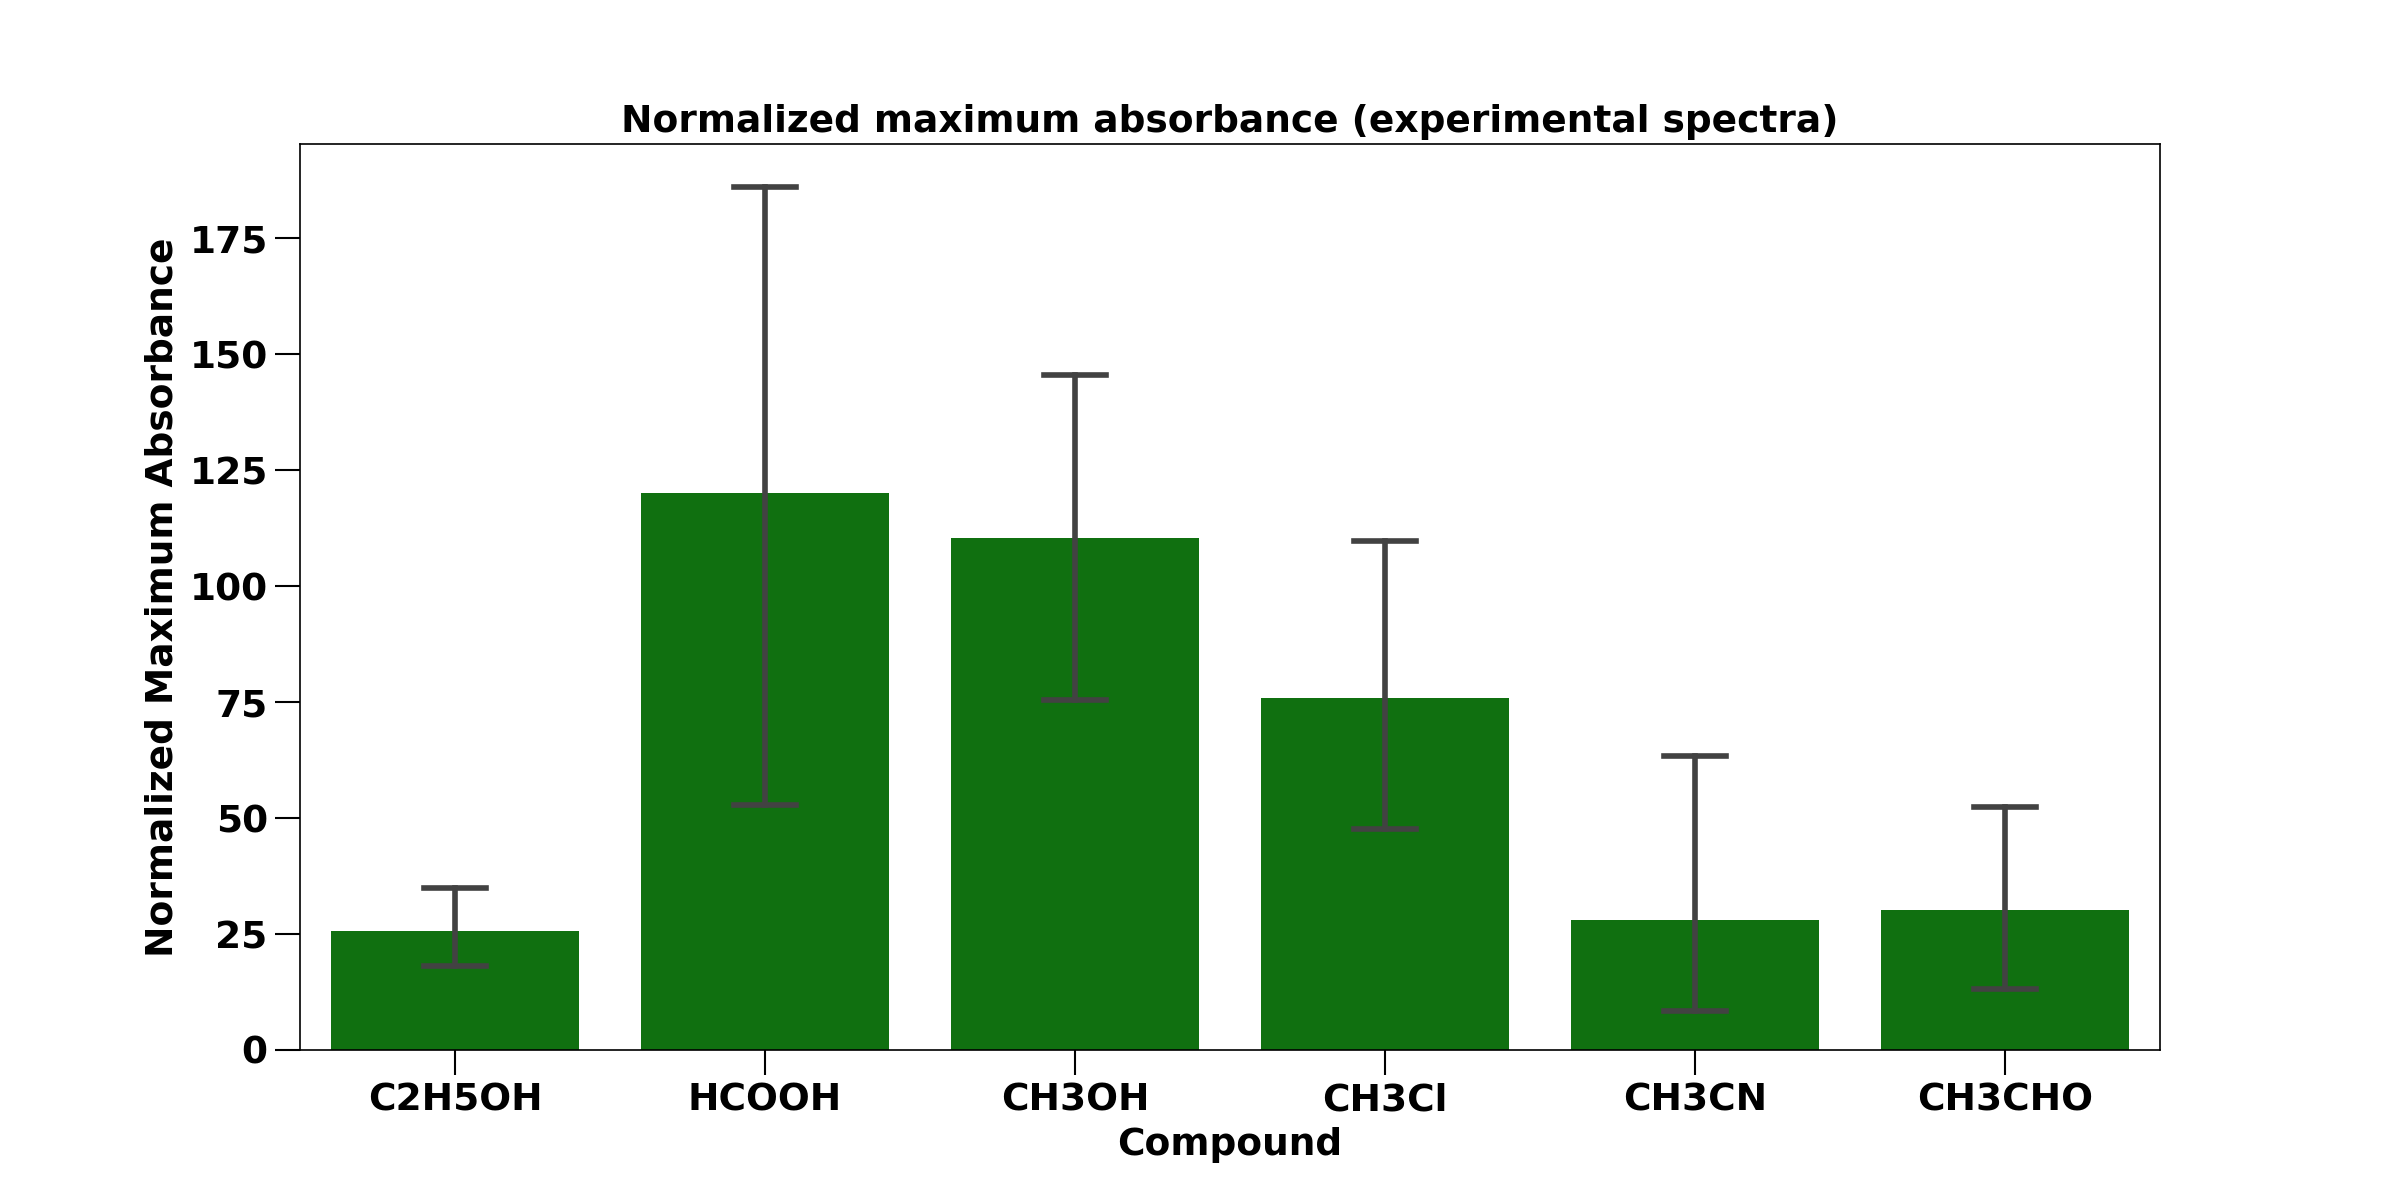 Normalized maximum absorbance (experimental spectra)
Normalized Maximum Absorbance
175
150
125
100
75
50
25
0
C2H5OH HCOOH CH3OH CH3Cl CH3CN CH3CHO
Compound